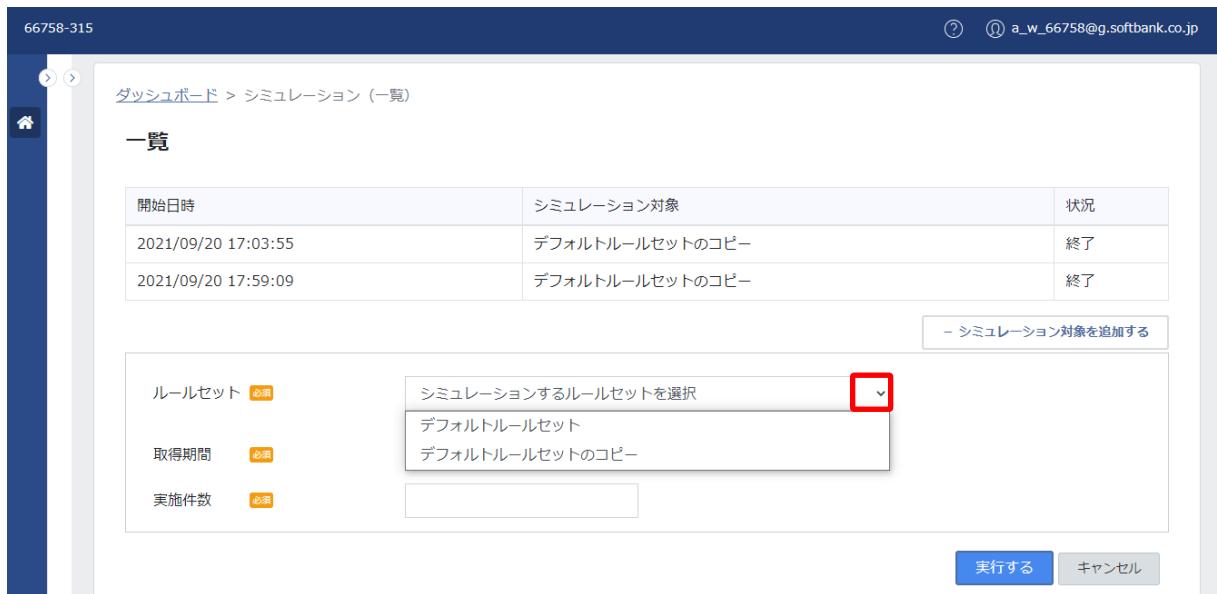 66758-315
a_w_66758@g.softbank.co.jp
ダッシュボード > シミュレーション（一覧）
一覧
開始日時 シミュレーション対象 状況
2021/09/20 17:03:55 デフォルトルールセットのコピー 終了
2021/09/20 17:59:09 デフォルトルールセットのコピー 終了
− シミュレーション対象を追加する
ルールセット 必須 シミュレーションするルールセットを選択
デフォルトルールセット
デフォルトルールセットのコピー
取得期間 必須
実施件数 必須
実行する キャンセル